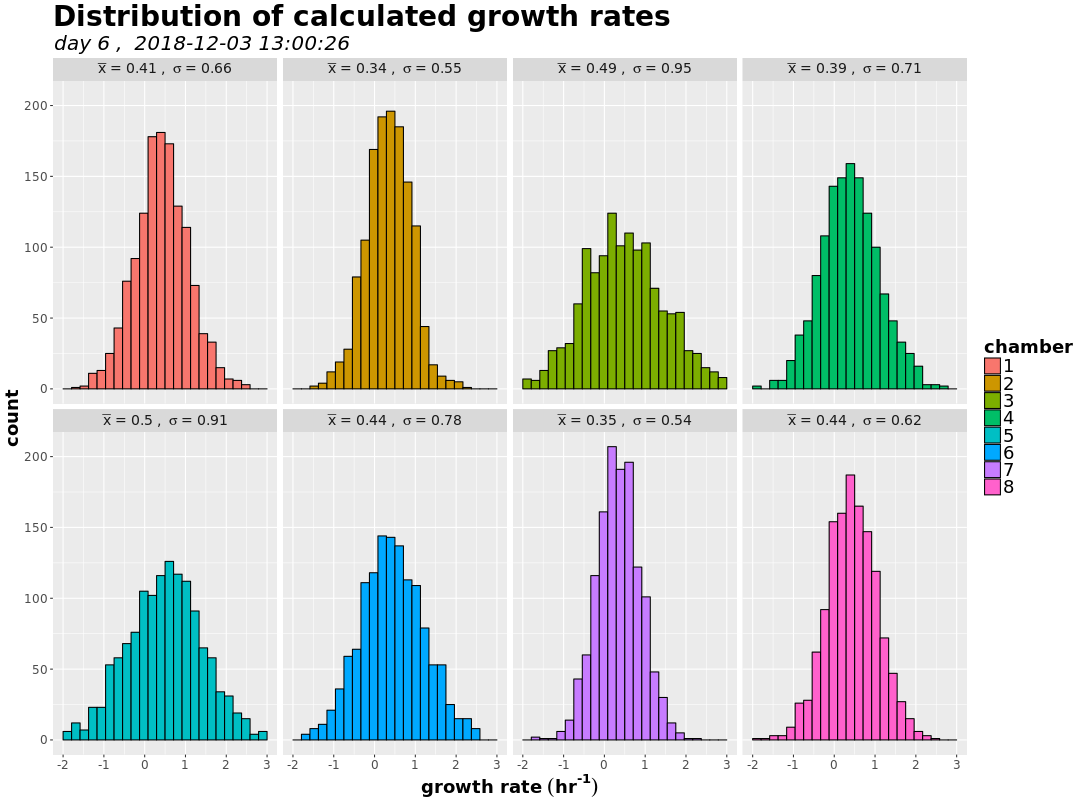 Distribution of calculated growth rates
day 6 ,  2018-12-03 13:00:26
x̅ = 0.41 ,  σ = 0.66
x̅ = 0.34 ,  σ = 0.55
x̅ = 0.49 ,  σ = 0.95
x̅ = 0.39 ,  σ = 0.71
200
150
100
50
0
x̅ = 0.5 ,  σ = 0.91
x̅ = 0.44 ,  σ = 0.78
x̅ = 0.35 ,  σ = 0.54
x̅ = 0.44 ,  σ = 0.62
200
150
100
50
0
-2 -1 0 1 2 3
-2 -1 0 1 2 3
-2 -1 0 1 2 3
-2 -1 0 1 2 3
count
growth rate (hr⁻¹)
chamber
1
2
3
4
5
6
7
8